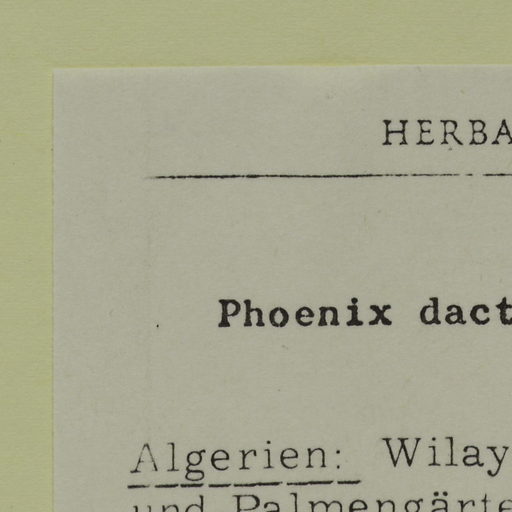 HERBA
Phoenix dact
Algerien: Wilay
und Palmengärte